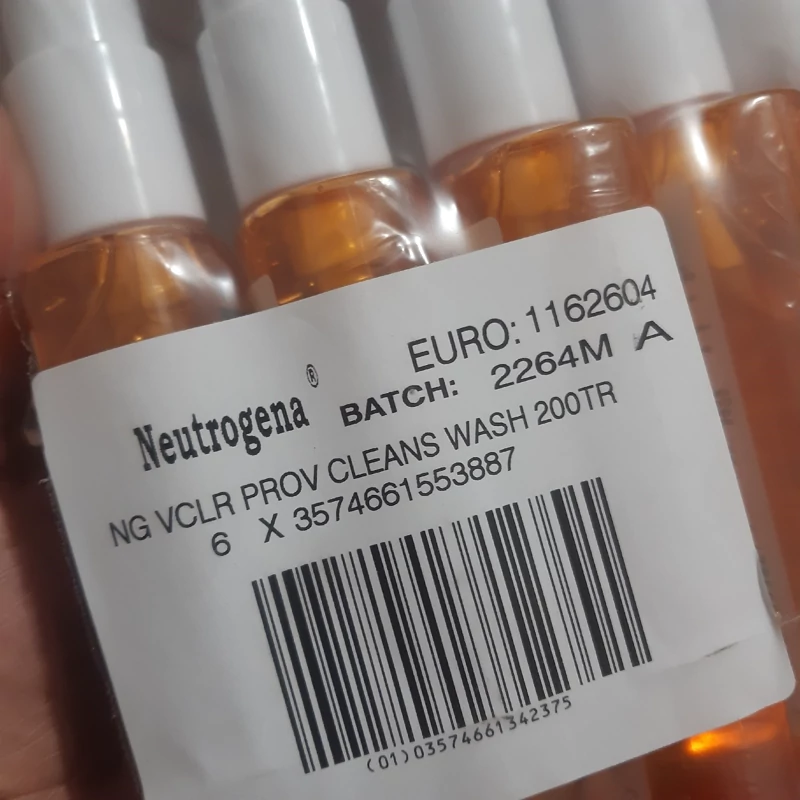 EURO: 1162604
Neutrogena® BATCH: 2264M A
NG VCLR PROV CLEANS WASH 200TR
6 X 3574661553887
(01)03574661342375